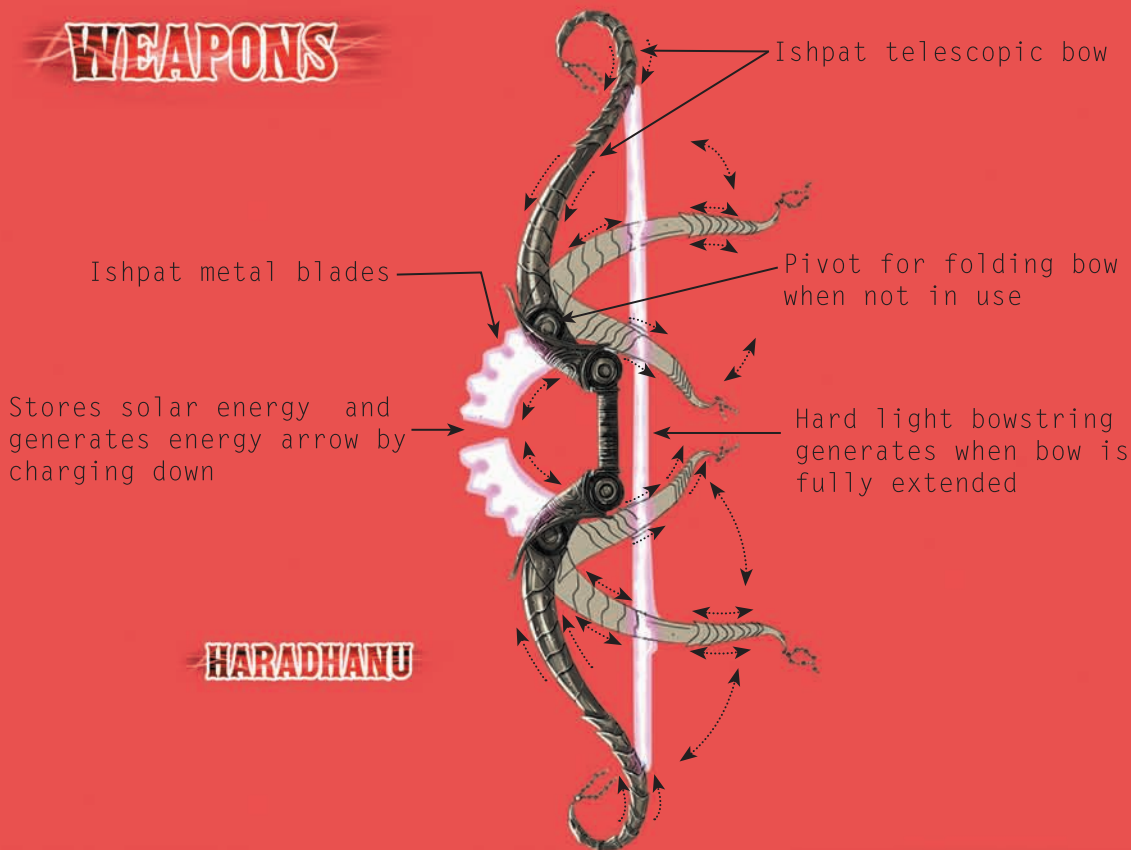 WEAPONS
Ishpat telescopic bow
Ishpat metal blades
Pivot for folding bow
when not in use
Stores solar energy and
generates energy arrow by
charging down
Hard light bowstring
generates when bow is
fully extended
HARADHANU